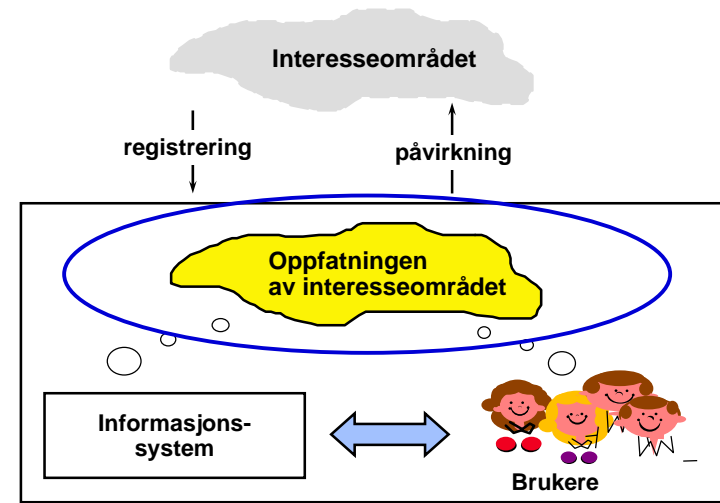 Interesseområdet
registrering
påvirkning
Oppfatningen
av interesseområdet
Informasjons-
system
Brukere